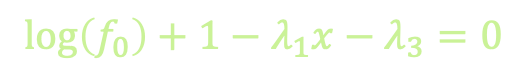 log(f₀) + 1 − λ₁x − λ₃ = 0